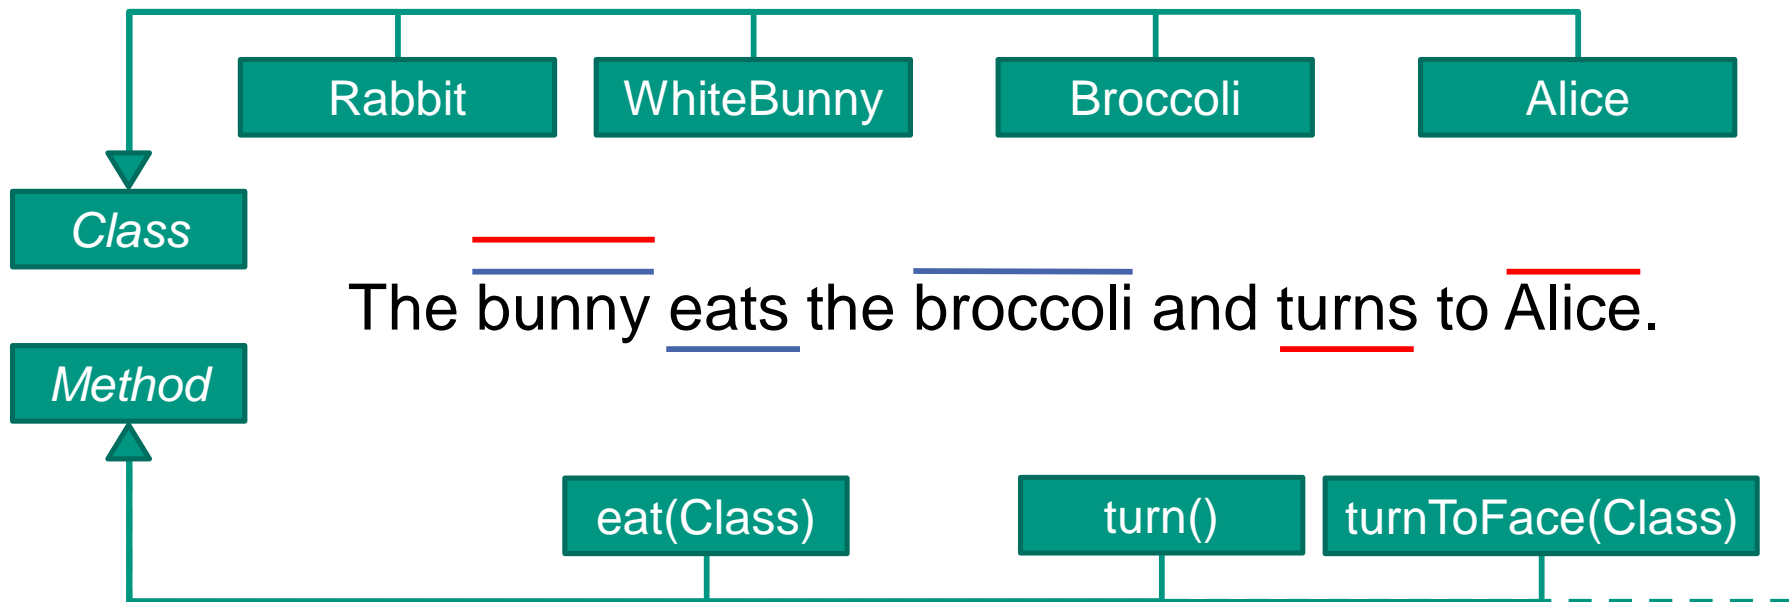 Rabbit WhiteBunny Broccoli Alice
Class
The bunny eats the broccoli and turns to Alice.
Method
eat(Class) turn() turnToFace(Class)